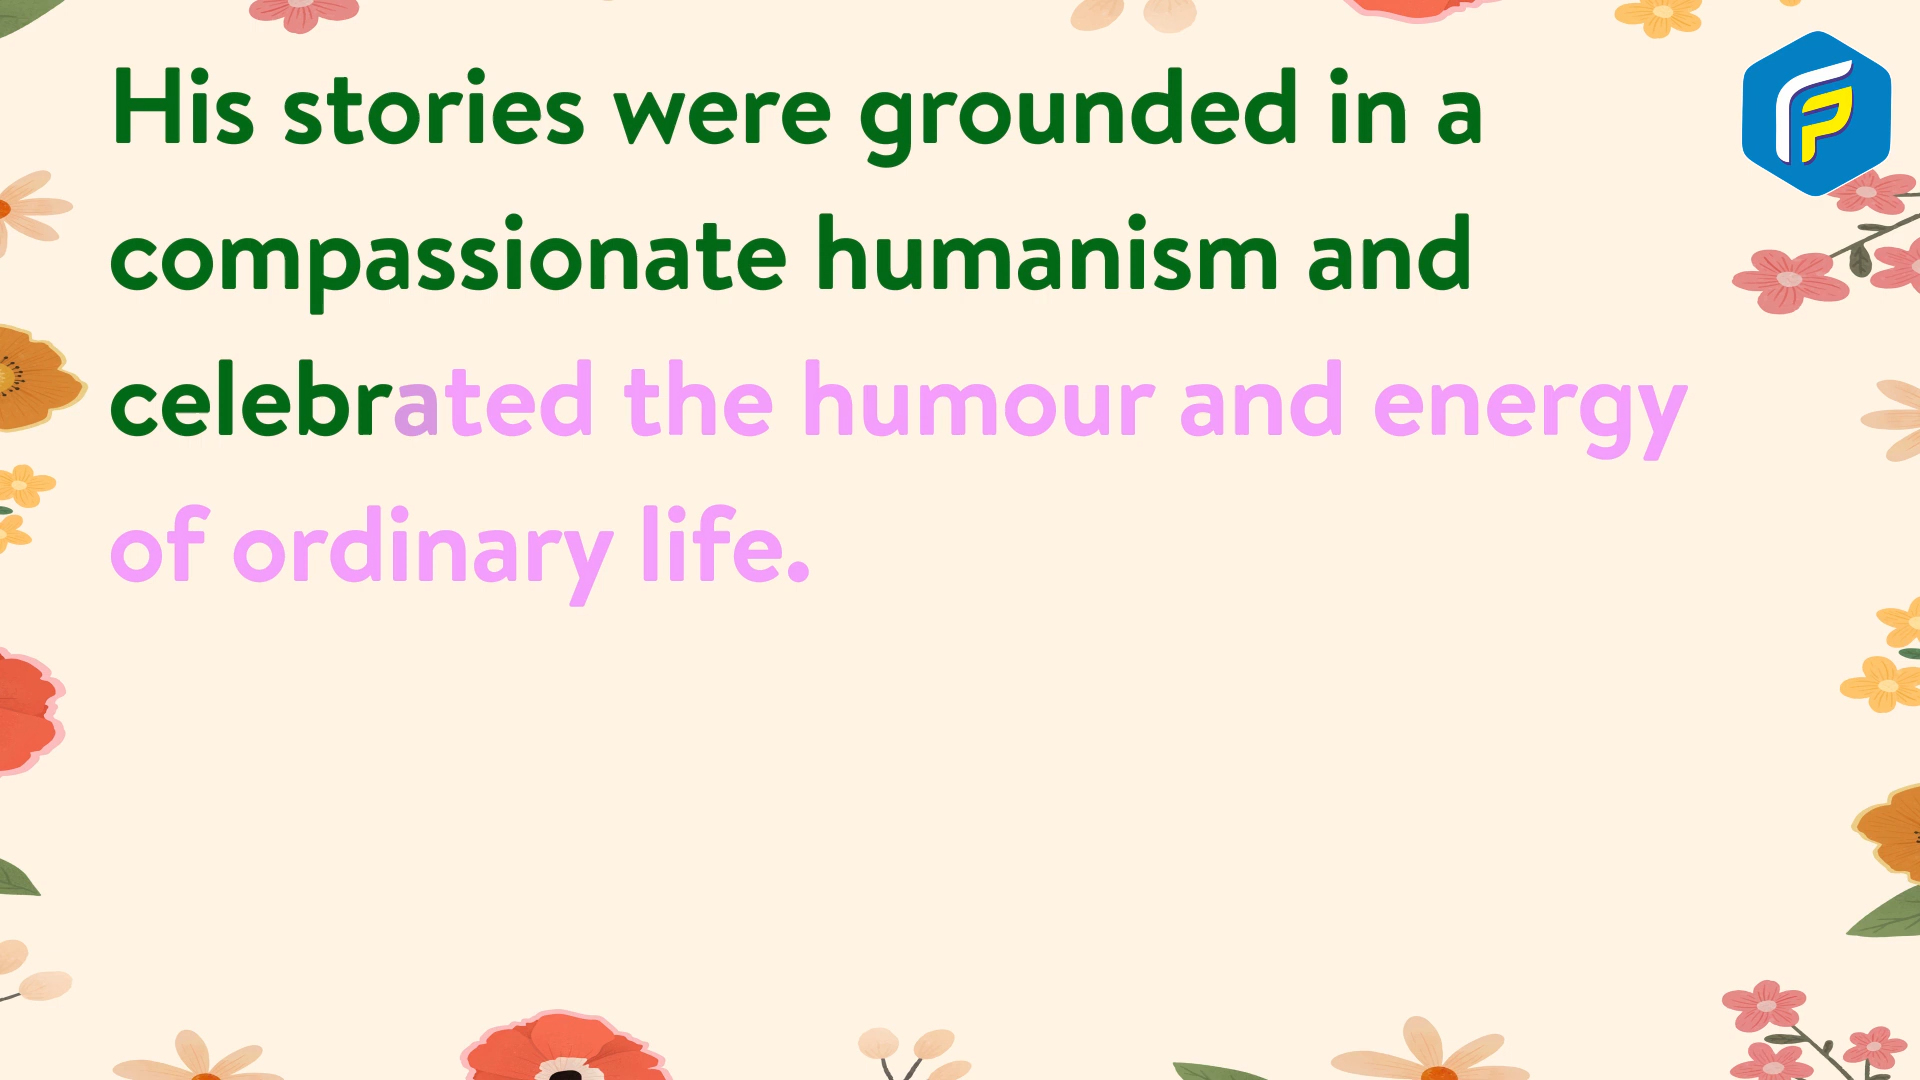 His stories were grounded in a
compassionate humanism and
celebrated the humour and energy
of ordinary life.